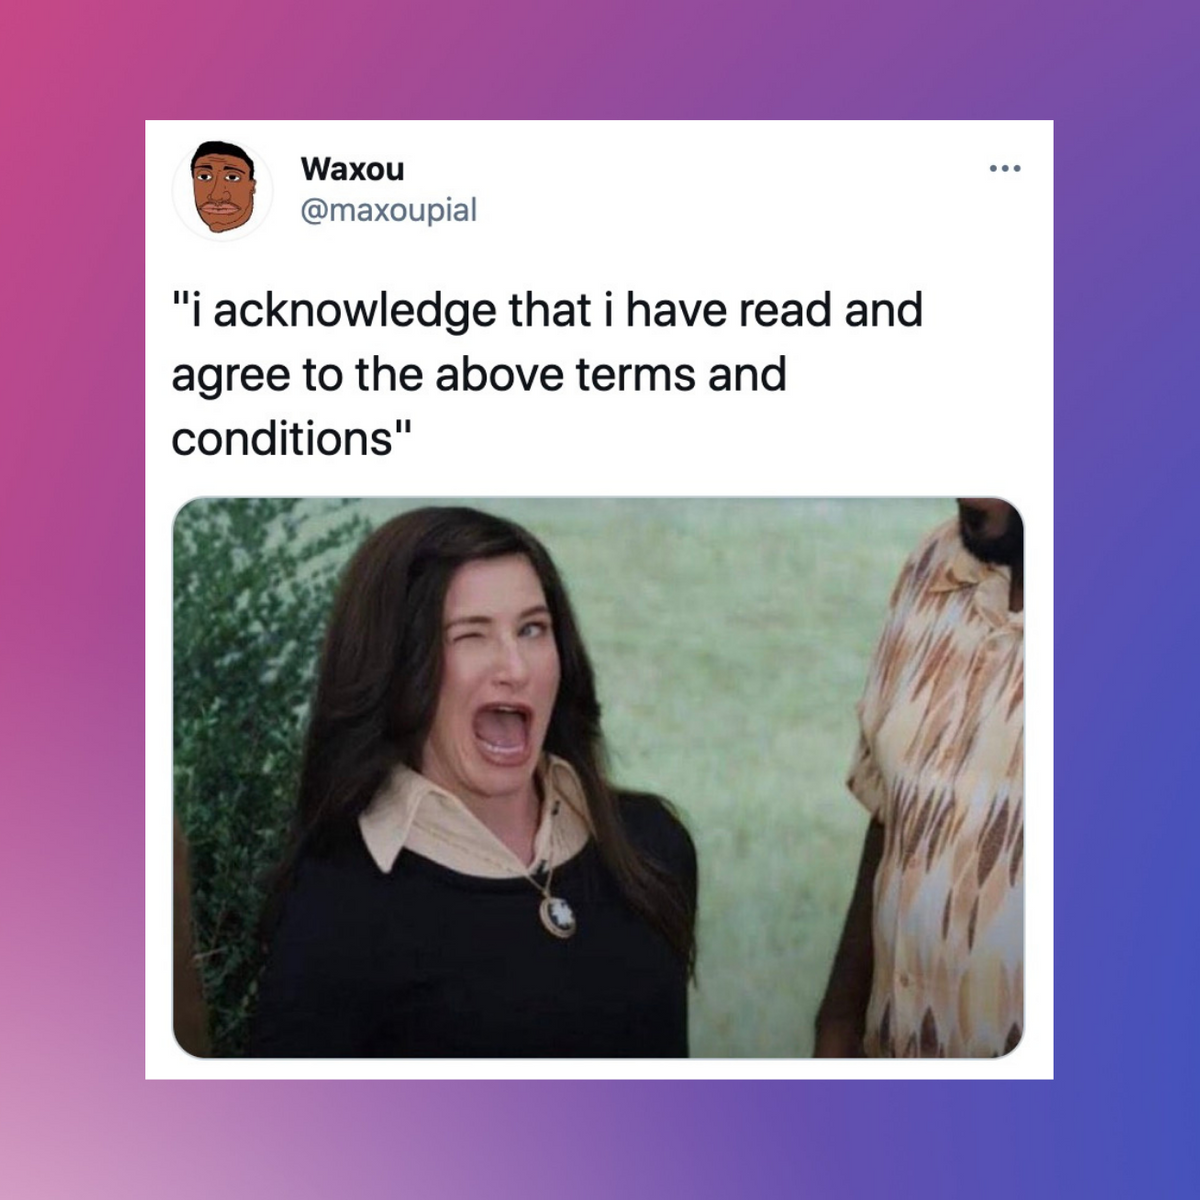 Waxou
@maxoupial
"i acknowledge that i have read and
agree to the above terms and
conditions"